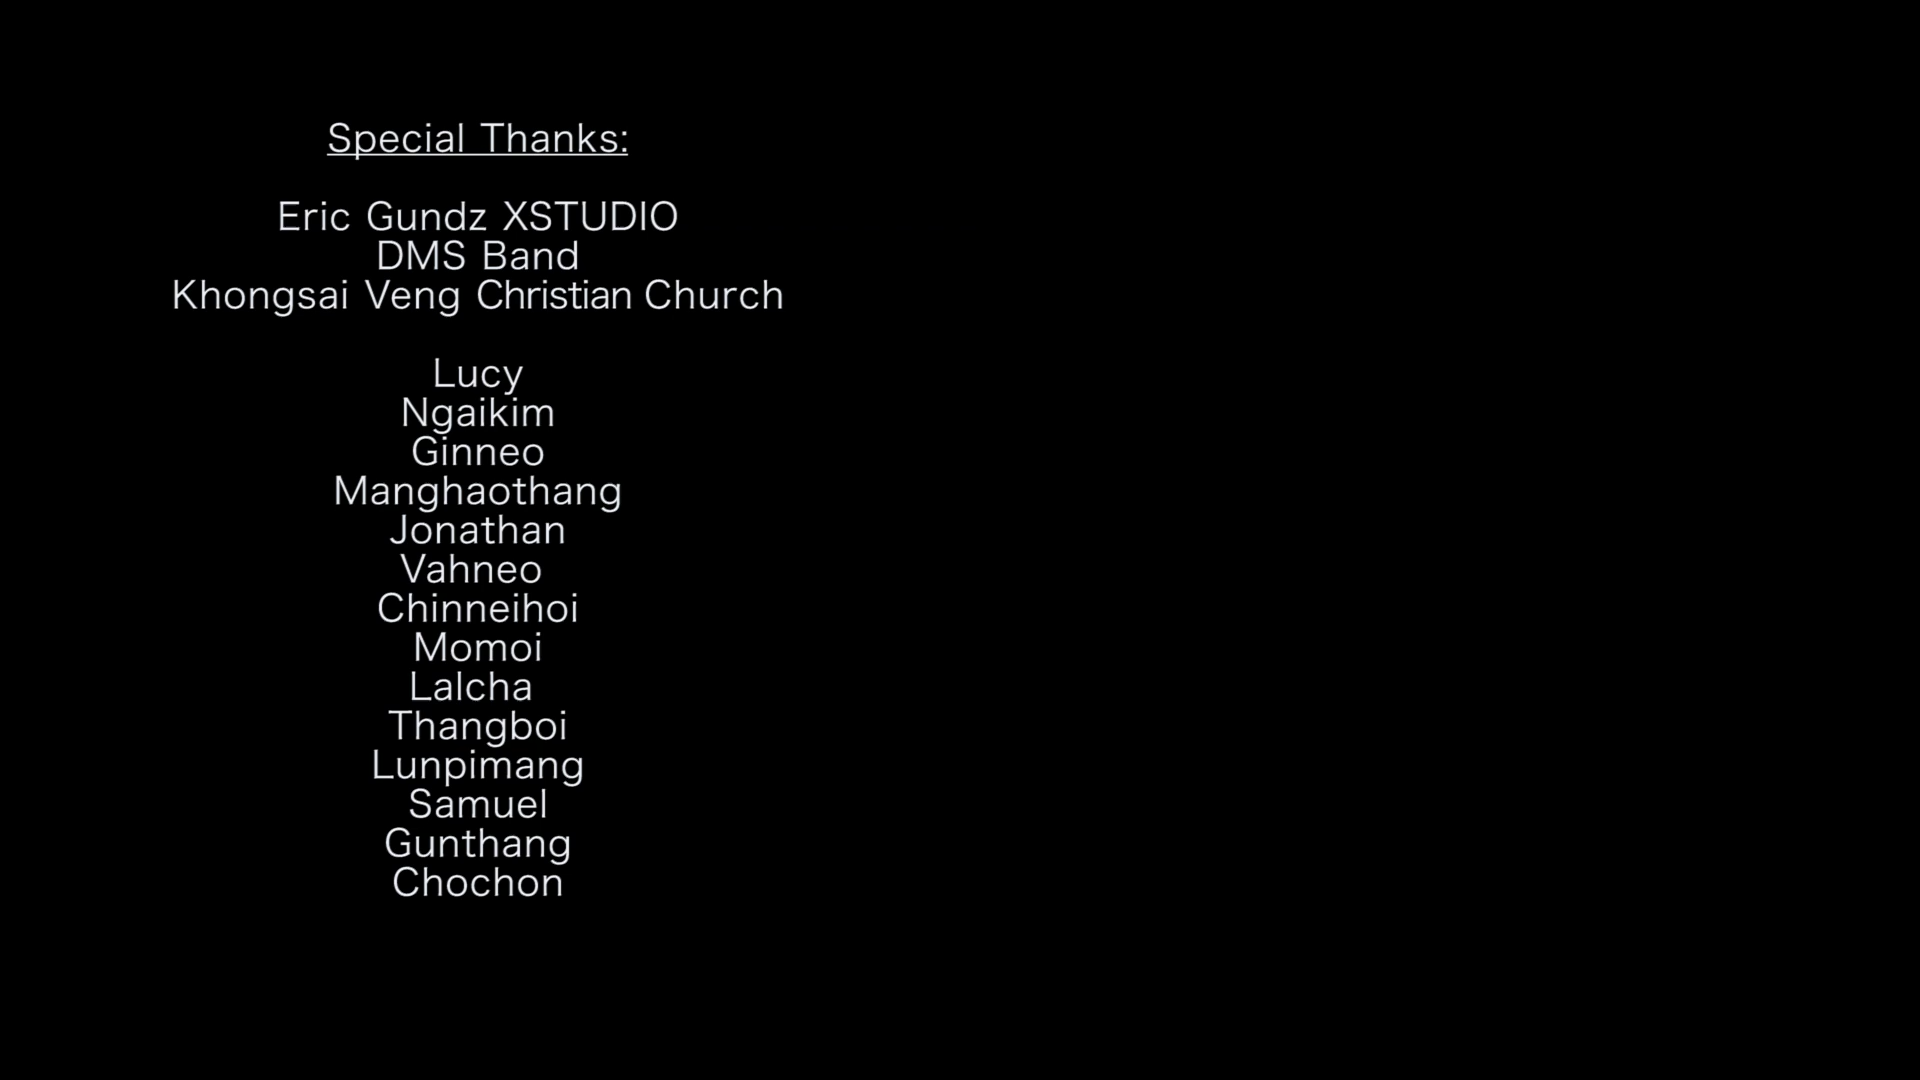 Special Thanks:
Eric Gundz XSTUDIO
DMS Band
Khongsai Veng Christian Church
Lucy
Ngaikim
Ginneo
Manghaothang
Jonathan
Vahneo
Chinneihoi
Momoi
Lalcha
Thangboi
Lunpimang
Samuel
Gunthang
Chochon